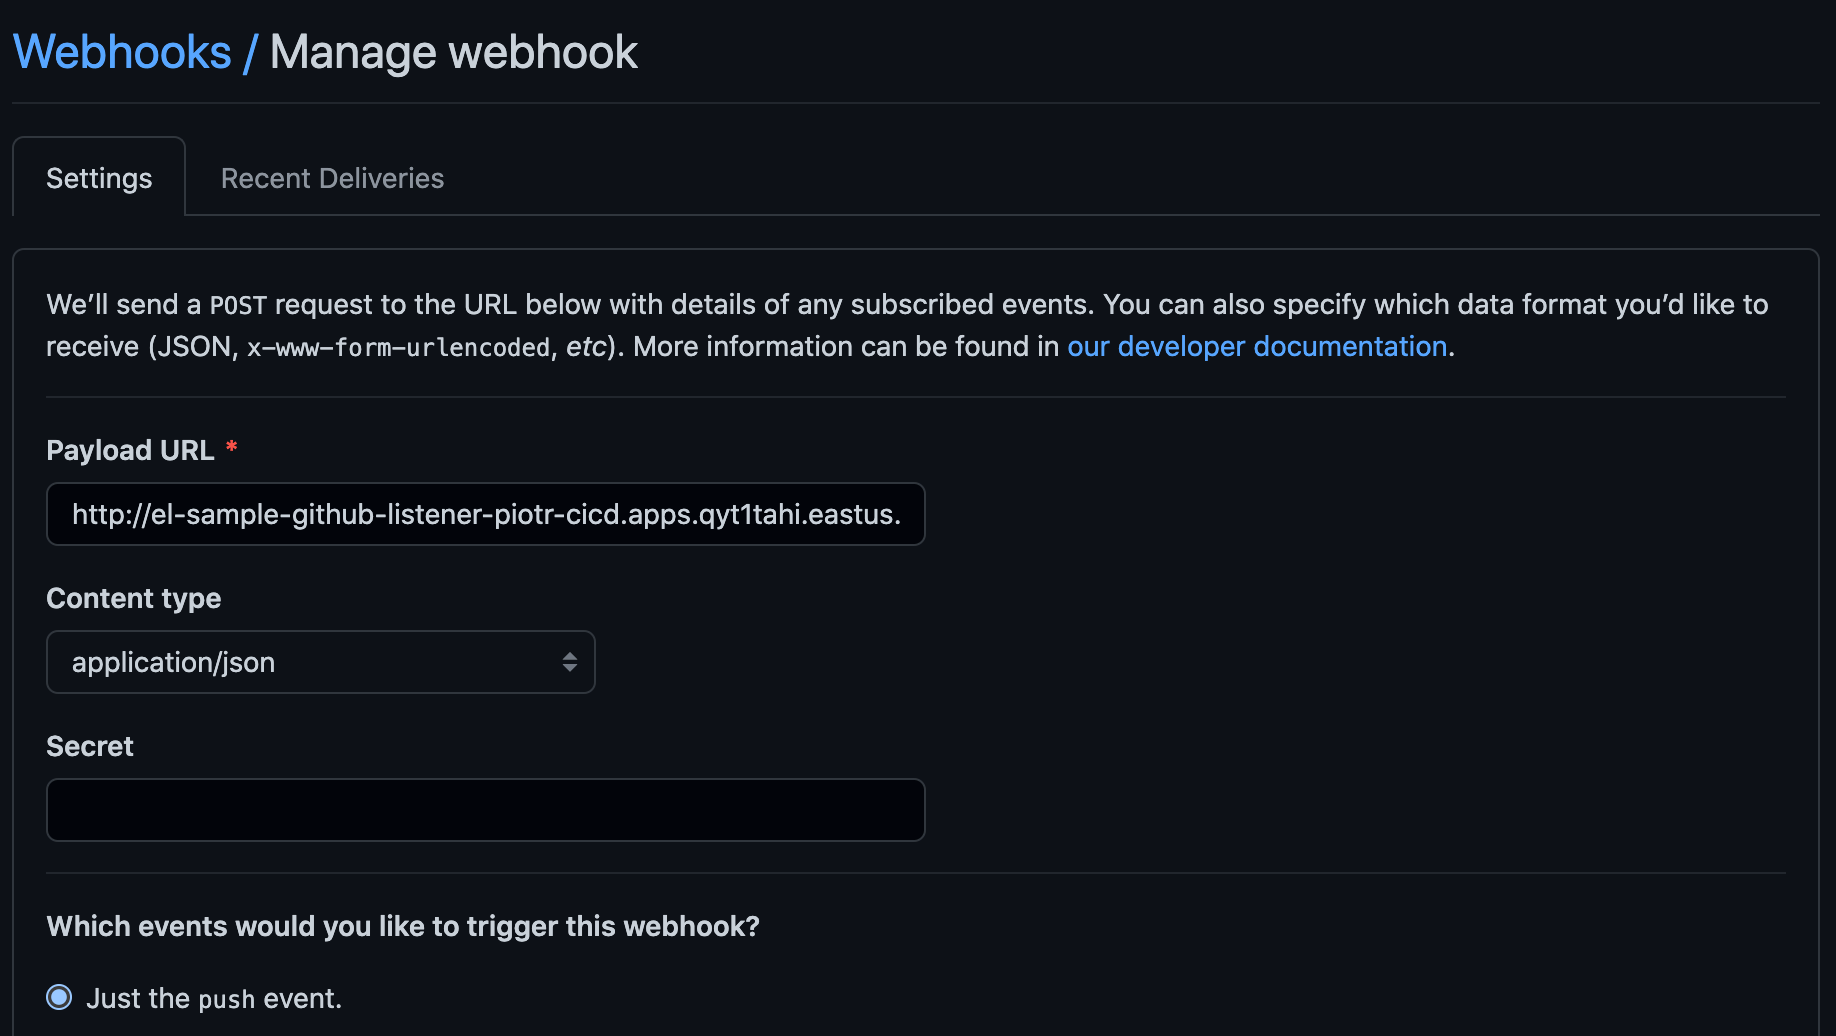 Webhooks / Manage webhook
Settings
Recent Deliveries
We’ll send a POST request to the URL below with details of any subscribed events. You can also specify which data format you’d like to
receive (JSON, x-www-form-urlencoded, etc). More information can be found in our developer documentation.
Payload URL *
http://el-sample-github-listener-piotr-cicd.apps.qyt1tahi.eastus.
Content type
application/json
Secret
Which events would you like to trigger this webhook?
Just the push event.